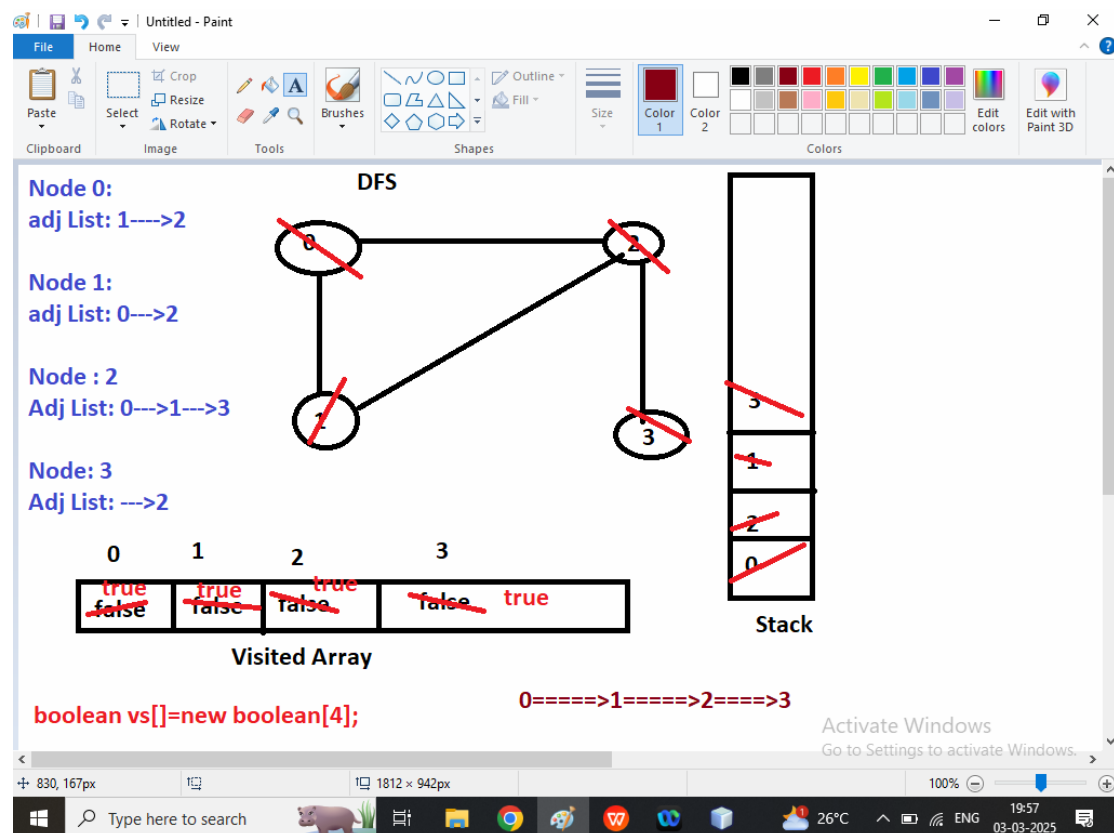 Untitled - Paint
File Home View
Paste
Select
Crop
Resize
Rotate
Brushes
Outline
Fill
Size
Color 1
Color 2
Edit colors
Edit with Paint 3D
Clipboard Image Tools Shapes Colors
Node 0:
adj List: 1---->2
Node 1:
adj List: 0--->2
Node : 2
Adj List: 0--->1--->3
Node: 3
Adj List: --->2
DFS
0
2
1
3
3
1
2
0
Stack
0 1 2 3
true true true
false false false false true
Visited Array
boolean vs[]=new boolean[4];
0=====>1=====>2====>3
Activate Windows
Go to Settings to activate Windows.
830, 167px
1812 × 942px
100%
Type here to search
26°C
ENG
19:57
03-03-2025